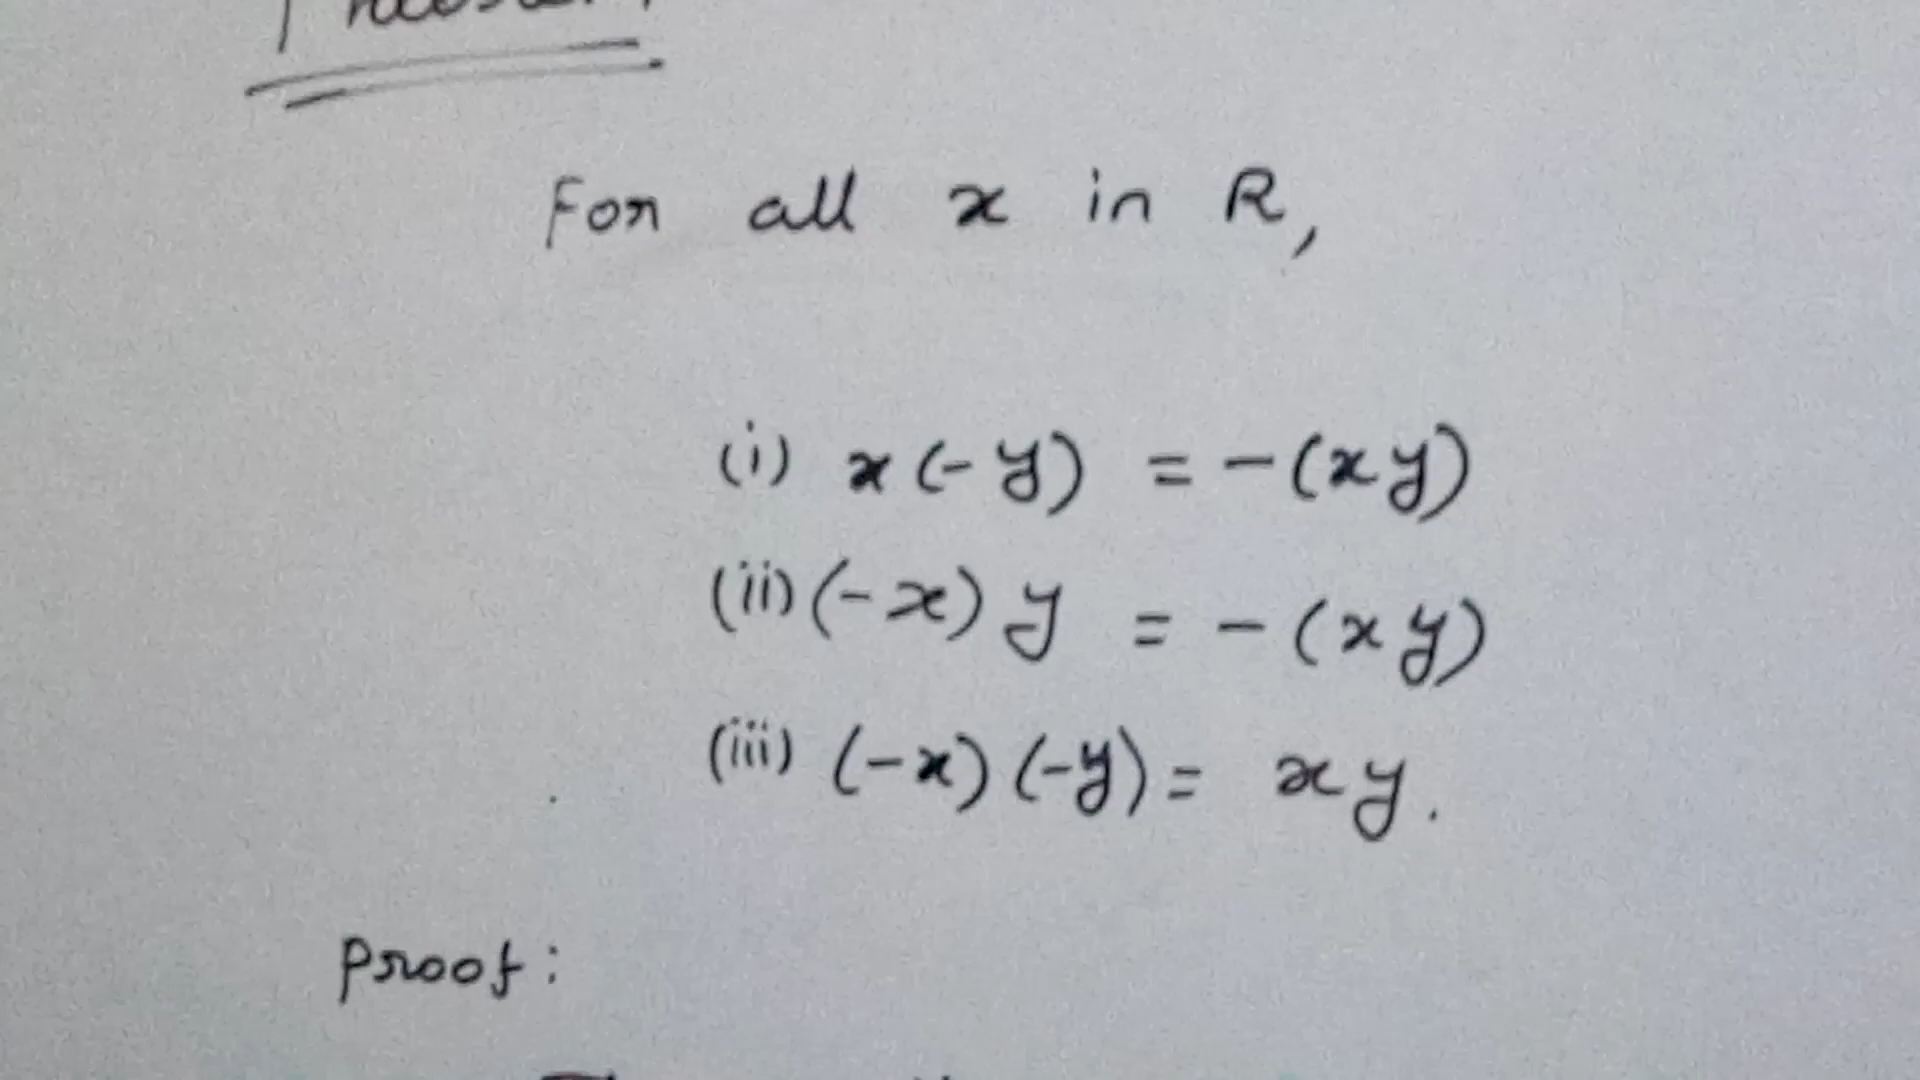 For all x in R,
(i) x(-y) = -(xy)
(ii) (-x)y = -(xy)
(iii) (-x)(-y) = xy.
Proof: